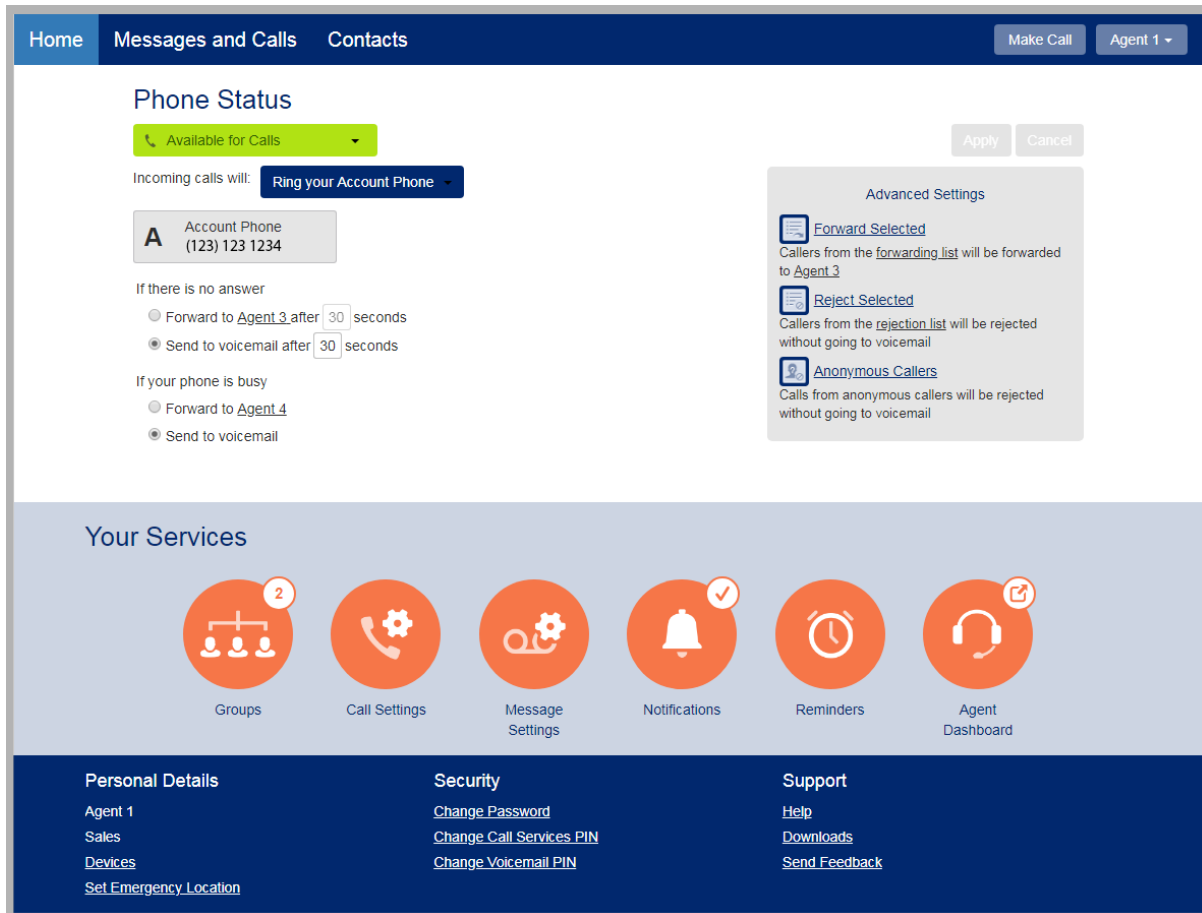 Home Messages and Calls Contacts Make Call Agent 1
Phone Status
Available for Calls
Apply Cancel
Incoming calls will: Ring your Account Phone
A
Account Phone
(123) 123 1234
If there is no answer
Forward to Agent 3 after 30 seconds
Send to voicemail after 30 seconds
If your phone is busy
Forward to Agent 4
Send to voicemail
Advanced Settings
Forward Selected
Callers from the forwarding list will be forwarded
to Agent 3
Reject Selected
Callers from the rejection list will be rejected
without going to voicemail
Anonymous Callers
Calls from anonymous callers will be rejected
without going to voicemail
Your Services
2
Groups
Call Settings
Message
Settings
Notifications
Reminders
Agent
Dashboard
Personal Details
Agent 1
Sales
Devices
Set Emergency Location
Security
Change Password
Change Call Services PIN
Change Voicemail PIN
Support
Help
Downloads
Send Feedback